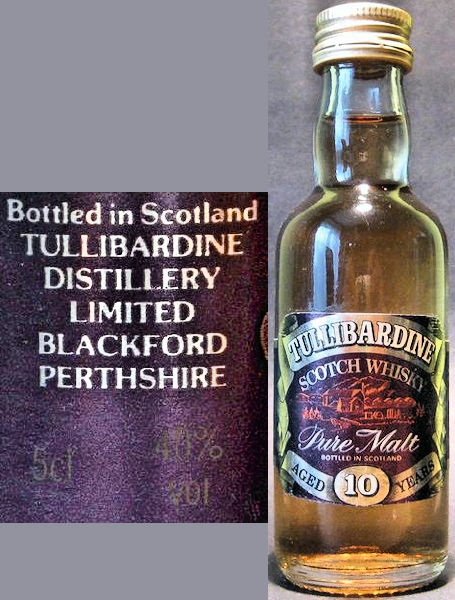 Bottled in Scotland
TULLIBARDINE
DISTILLERY
LIMITED
BLACKFORD
PERTHSHIRE
5cl 40% vol
TULLIBARDINE
SCOTCH WHISKY
Pure Malt
BOTTLED IN SCOTLAND
AGED 10 YEARS